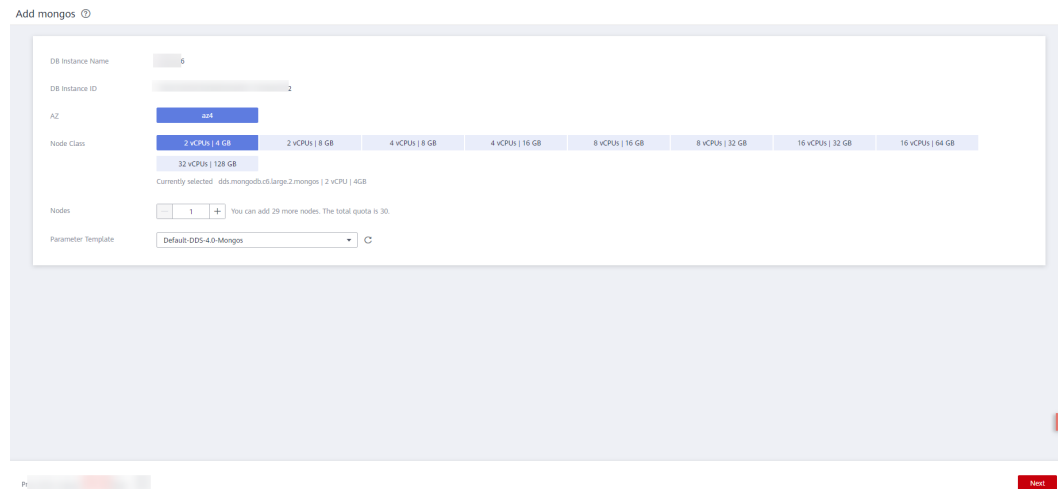 Add mongos ?
DB Instance Name 6
DB Instance ID 2
AZ az4
Node Class 2 vCPUs | 4 GB 2 vCPUs | 8 GB 4 vCPUs | 8 GB 4 vCPUs | 16 GB 8 vCPUs | 16 GB 8 vCPUs | 32 GB 16 vCPUs | 32 GB 16 vCPUs | 64 GB
32 vCPUs | 128 GB
Currently selected dds.mongodb.c6.large.2.mongos | 2 vCPU | 4GB
Nodes − 1 + You can add 29 more nodes. The total quota is 30.
Parameter Template Default-DDS-4.0-Mongos
Next